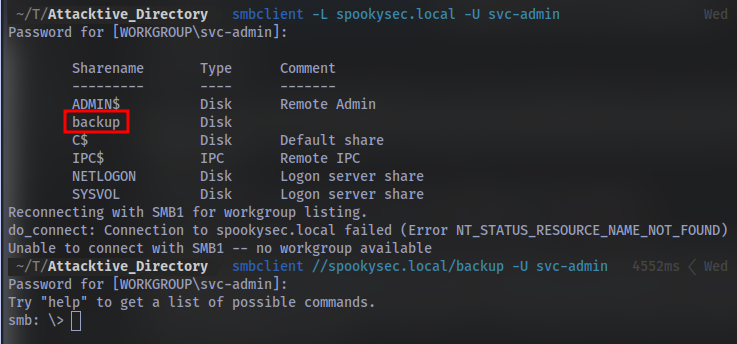 ~/T/Attacktive_Directory smbclient -L spookysec.local -U svc-admin Wed
Password for [WORKGROUP\svc-admin]:
Sharename Type Comment
--------- ---- -------
ADMIN$ Disk Remote Admin
backup Disk
C$ Disk Default share
IPC$ IPC Remote IPC
NETLOGON Disk Logon server share
SYSVOL Disk Logon server share
Reconnecting with SMB1 for workgroup listing.
do_connect: Connection to spookysec.local failed (Error NT_STATUS_RESOURCE_NAME_NOT_FOUND)
Unable to connect with SMB1 -- no workgroup available
~/T/Attacktive_Directory smbclient //spookysec.local/backup -U svc-admin 4552ms Wed
Password for [WORKGROUP\svc-admin]:
Try "help" to get a list of possible commands.
smb: \>